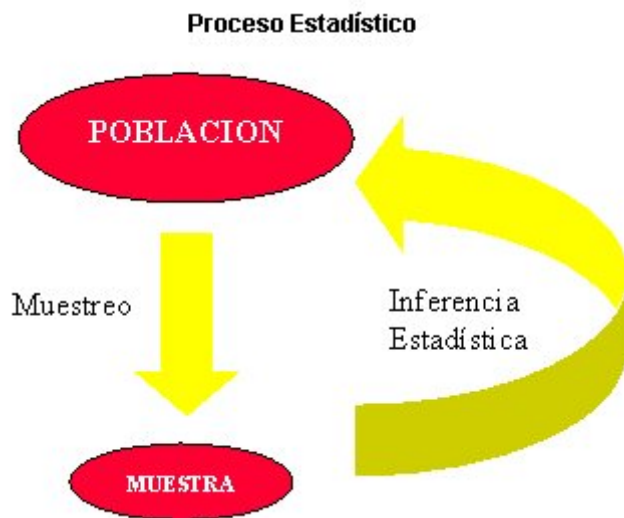 Proceso Estadístico
POBLACION
Muestreo
Inferencia
Estadística
MUESTRA